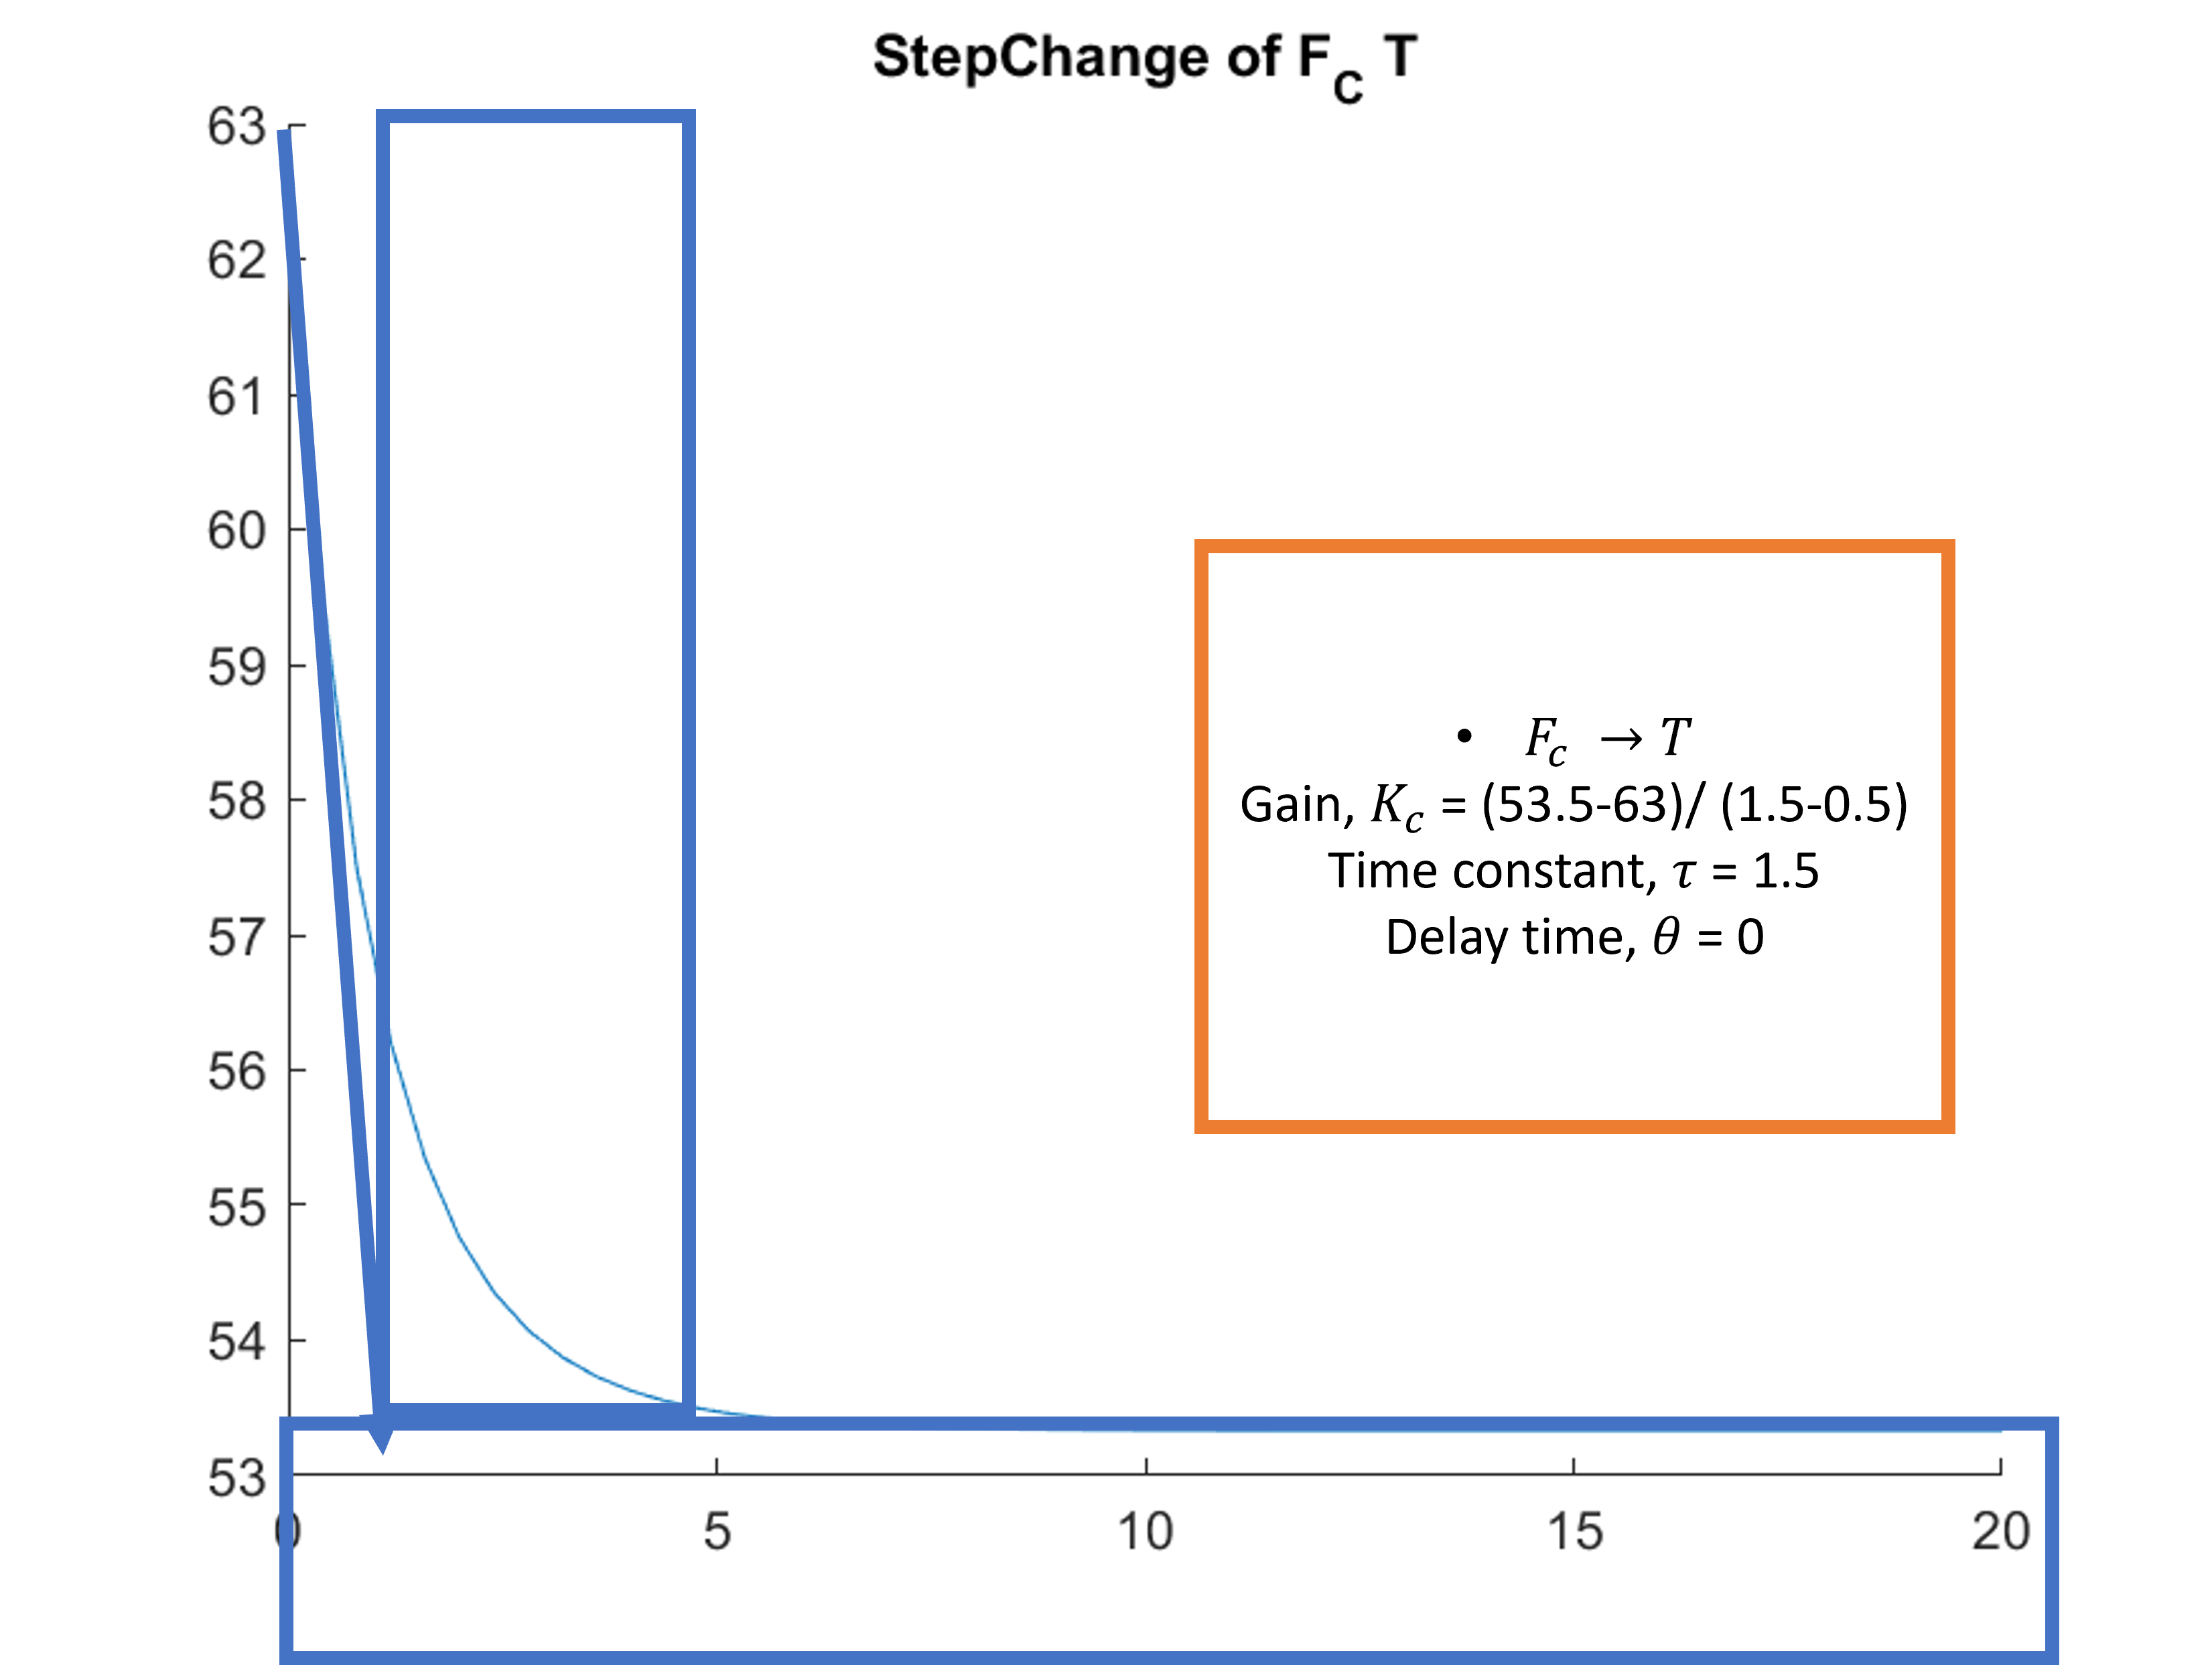 StepChange of F_C T
63
62
61
60
59
58
57
56
55
54
53
0 5 10 15 20
• F_c → T
Gain, K_c = (53.5-63)/ (1.5-0.5)
Time constant, τ = 1.5
Delay time, θ = 0